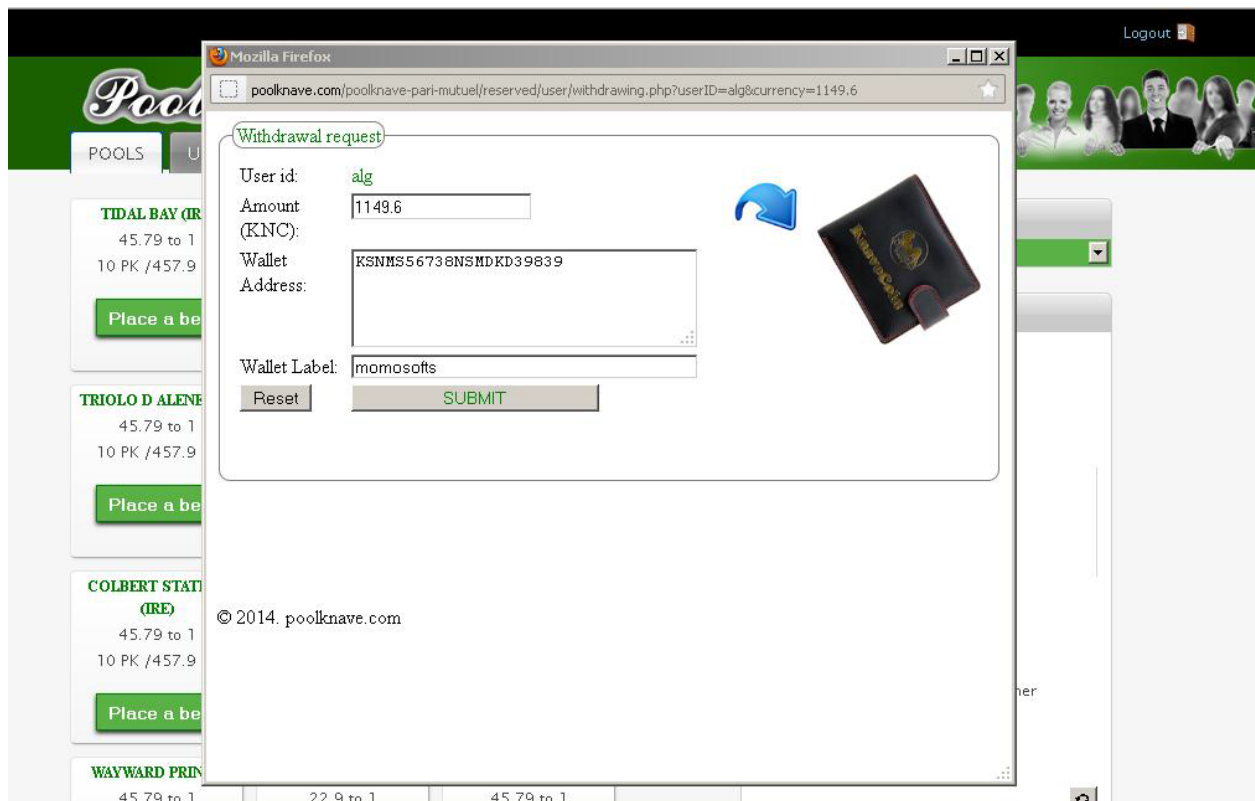 Logout
Mozilla Firefox
poolknave.com/poolknave-pari-mutuel/reserved/user/withdrawing.php?userID=alg&currency=1149.6
Pool
POOLS
U
Withdrawal request
User id: alg
Amount (KNC): 1149.6
Wallet Address: KSNMS56738NSMDKD39839
Wallet Label: momosofts
Reset SUBMIT
KnaveCoin
© 2014. poolknave.com
TIDAL BAY (IR
45.79 to 1
10 PK /457.9
Place a be
TRIOLO D ALENE
45.79 to 1
10 PK /457.9
Place a be
COLBERT STATI
(IRE)
45.79 to 1
10 PK /457.9
Place a be
WAYWARD PRIN
45.79 to 1 22.9 to 1 45.79 to 1
her